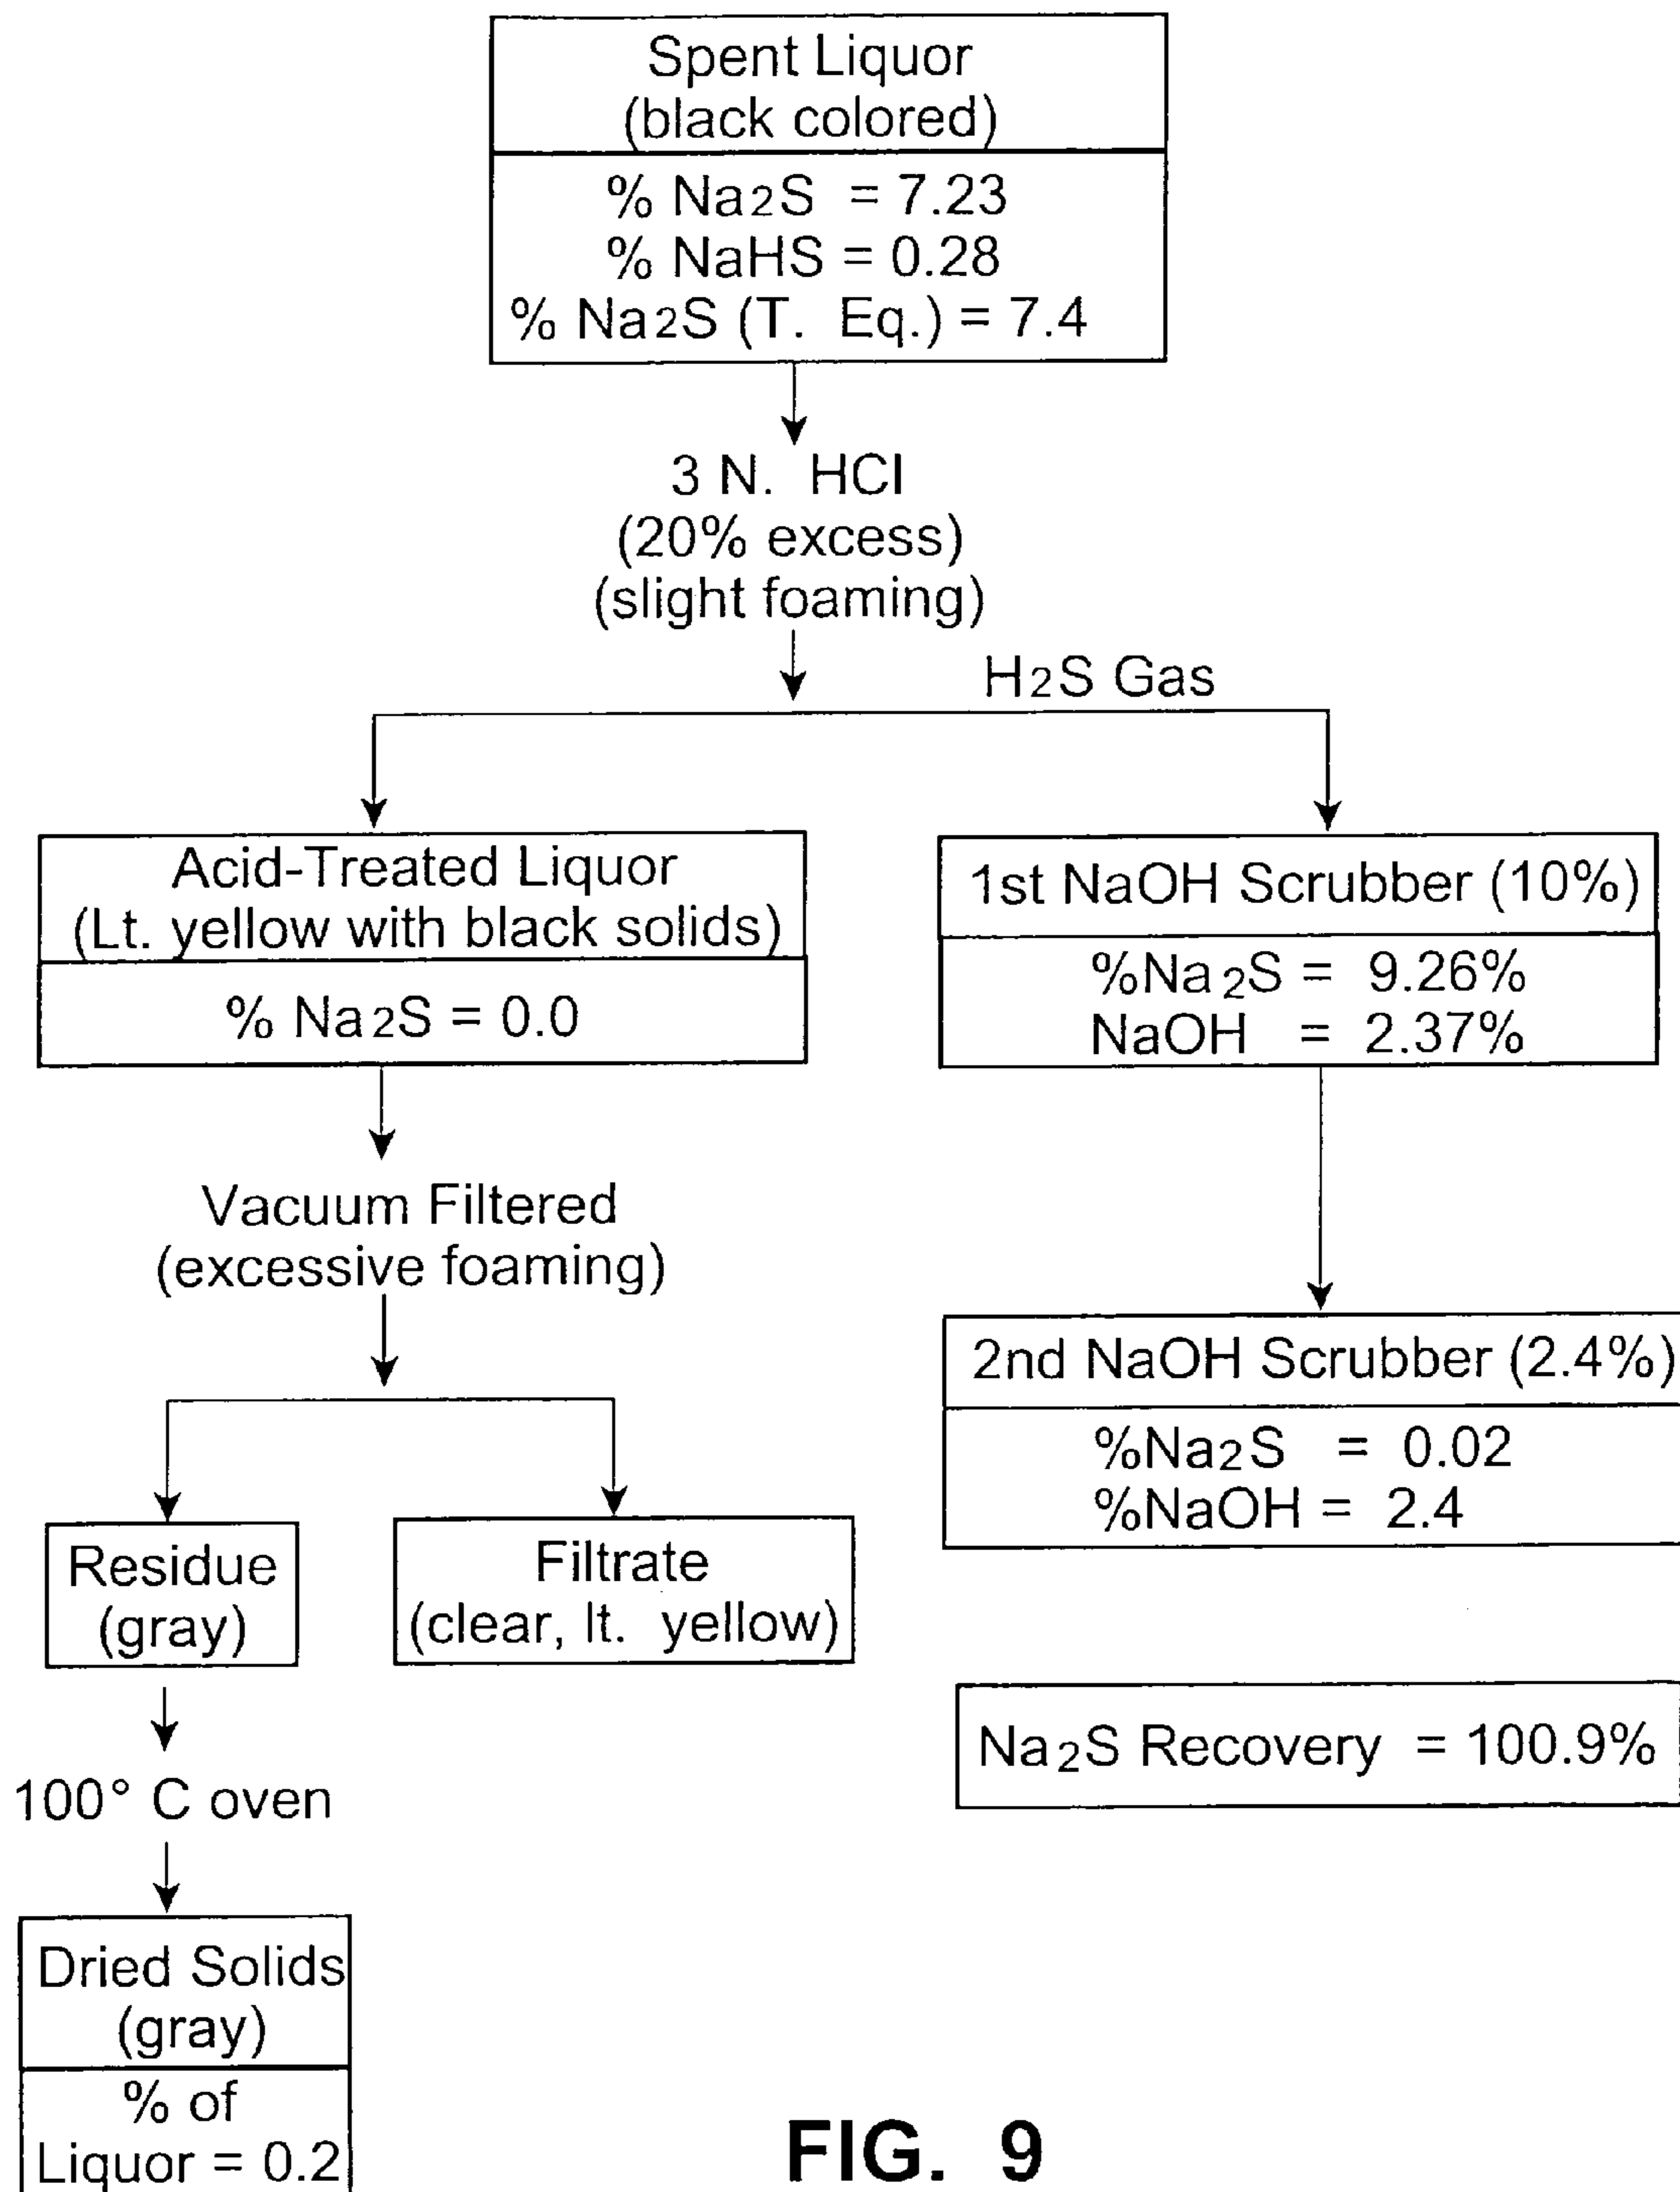 Spent Liquor
(black colored)
% Na2S = 7.23
% NaHS = 0.28
% Na2S (T. Eq.) = 7.4
3 N. HCl
(20% excess)
(slight foaming)
H2S Gas
Acid-Treated Liquor
(Lt. yellow with black solids)
% Na2S = 0.0
1st NaOH Scrubber (10%)
%Na2S = 9.26%
NaOH = 2.37%
Vacuum Filtered
(excessive foaming)
2nd NaOH Scrubber (2.4%)
%Na2S = 0.02
%NaOH = 2.4
Residue
(gray)
Filtrate
(clear, lt. yellow)
Na2S Recovery = 100.9%
100° C oven
Dried Solids
(gray)
% of
Liquor = 0.2
FIG. 9